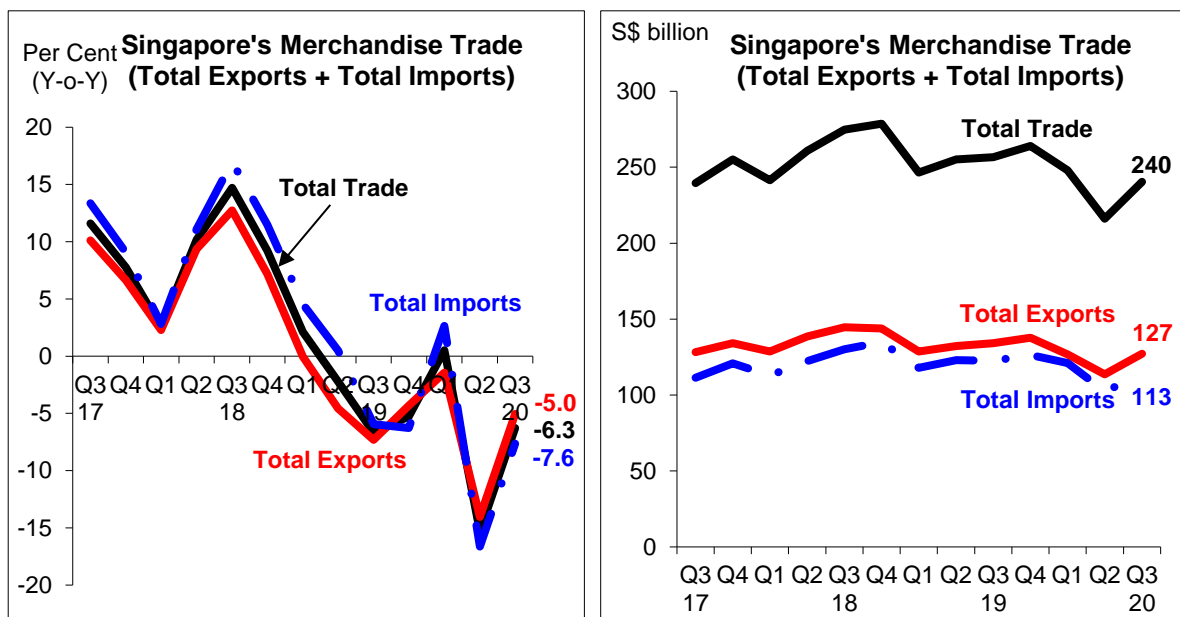 Per Cent
(Y-o-Y)
Singapore's Merchandise Trade
(Total Exports + Total Imports)
20
15
10
5
0
-5
-10
-15
-20
Total Trade
Total Imports
Total Exports
Q3 Q4 Q1 Q2 Q3 Q4 Q1 Q2 Q3 Q4 Q1 Q2 Q3
17 18 19 20
-5.0
-6.3
-7.6
S$ billion
Singapore's Merchandise Trade
(Total Exports + Total Imports)
300
250
200
150
100
50
0
Total Trade
240
Total Exports
127
Total Imports
113
Q3 Q4 Q1 Q2 Q3 Q4 Q1 Q2 Q3 Q4 Q1 Q2 Q3
17 18 19 20